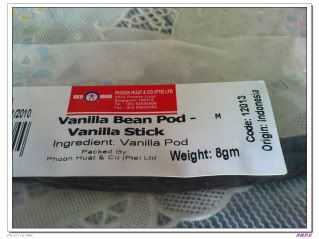 RED MAN
PHOON HUAT & CO (PTE) LTD
Singapore
/2010
Vanilla Bean Pod - M
Vanilla Stick
Ingredient: Vanilla Pod
Packed By
Phoon Huat & Co (Pte) Ltd
Weight: 8gm
Code: 12013
Origin: Indonesia